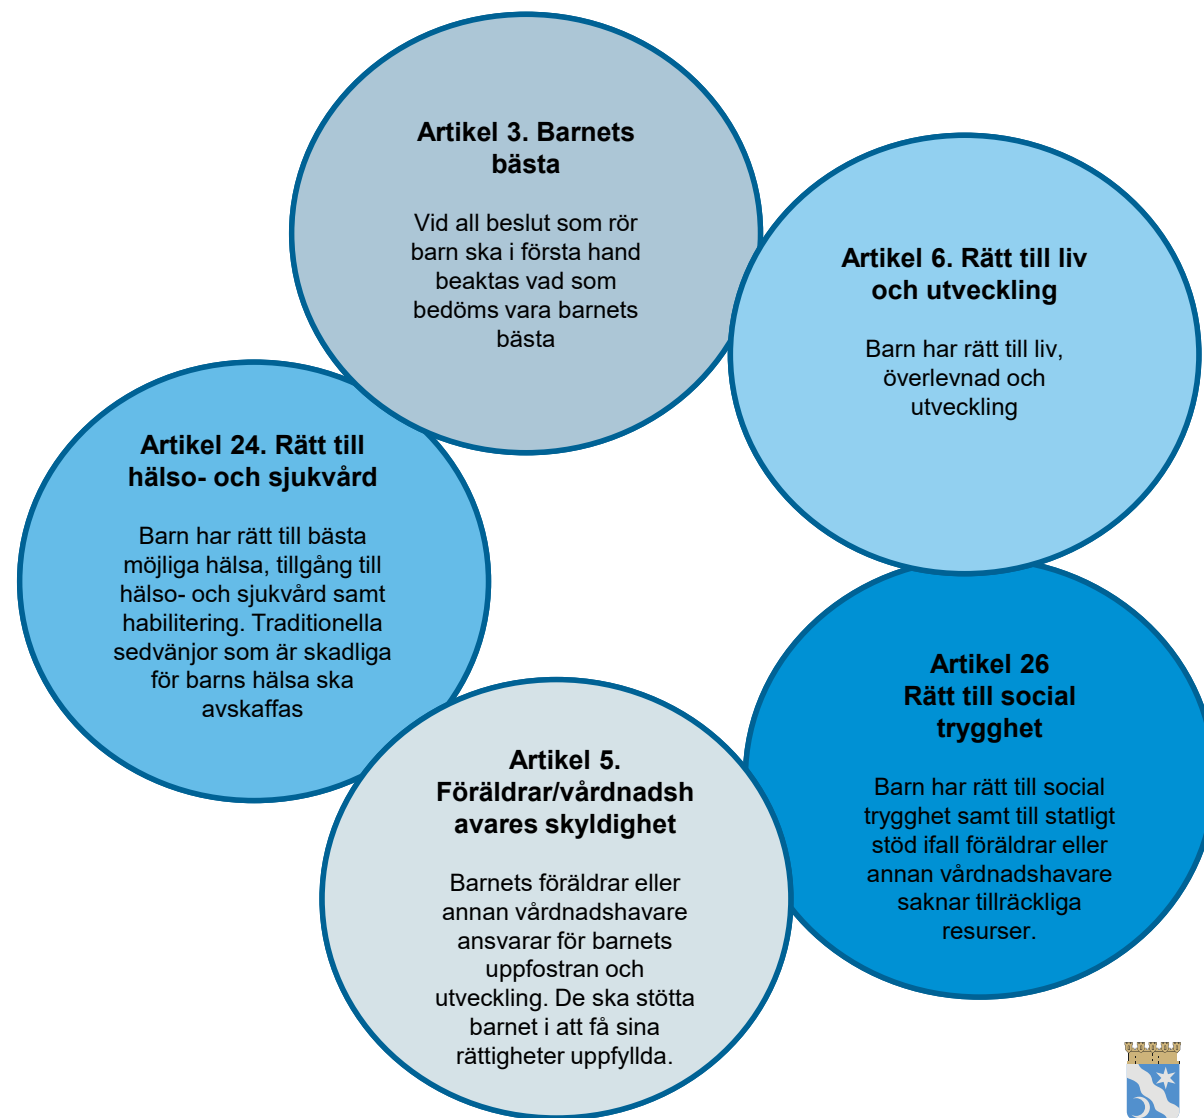 Artikel 3. Barnets
bästa
Vid all beslut som rör
barn ska i första hand
beaktas vad som
bedöms vara barnets
bästa
Artikel 6. Rätt till liv
och utveckling
Barn har rätt till liv,
överlevnad och
utveckling
Artikel 24. Rätt till
hälso- och sjukvård
Barn har rätt till bästa
möjliga hälsa, tillgång till
hälso- och sjukvård samt
habilitering. Traditionella
sedvänjor som är skadliga
för barns hälsa ska
avskaffas
Artikel 26
Rätt till social
trygghet
Barn har rätt till social
trygghet samt till statligt
stöd ifall föräldrar eller
annan vårdnadshavare
saknar tillräckliga
resurser.
Artikel 5.
Föräldrar/vårdnadsh
avares skyldighet
Barnets föräldrar eller
annan vårdnadshavare
ansvarar för barnets
uppfostran och
utveckling. De ska stötta
barnet i att få sina
rättigheter uppfyllda.